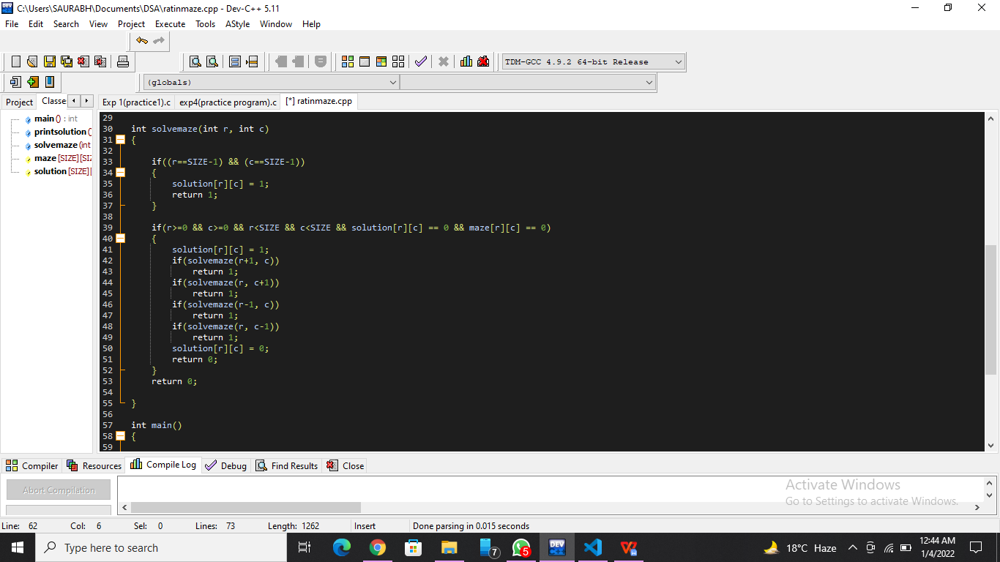 C:\Users\SAURABH\Documents\DSA\ratinmaze.cpp - Dev-C++ 5.11
File Edit Search View Project Execute Tools AStyle Window Help
TDM-GCC 4.9.2 64-bit Release
(globals)
Project Classe Exp 1(practice1).c exp4(practice program).c [*] ratinmaze.cpp
main () : int
printsolution (
solvemaze (int
maze [SIZE][SIZ
solution [SIZE][
29
30 int solvemaze(int r, int c)
31 {
32
33 if((r==SIZE-1) && (c==SIZE-1))
34 {
35 solution[r][c] = 1;
36 return 1;
37 }
38
39 if(r>=0 && c>=0 && r<SIZE && c<SIZE && solution[r][c] == 0 && maze[r][c] == 0)
40 {
41 solution[r][c] = 1;
42 if(solvemaze(r+1, c))
43 return 1;
44 if(solvemaze(r, c+1))
45 return 1;
46 if(solvemaze(r-1, c))
47 return 1;
48 if(solvemaze(r, c-1))
49 return 1;
50 solution[r][c] = 0;
51 return 0;
52 }
53 return 0;
54
55 }
56
57 int main()
58 {
59
Compiler Resources Compile Log Debug Find Results Close
Abort Compilation
Activate Windows
Go to Settings to activate Windows.
Line: 62 Col: 6 Sel: 0 Lines: 73 Length: 1262 Insert Done parsing in 0.015 seconds
Type here to search 7 5 DEV 18°C Haze 12:44 AM
1/4/2022